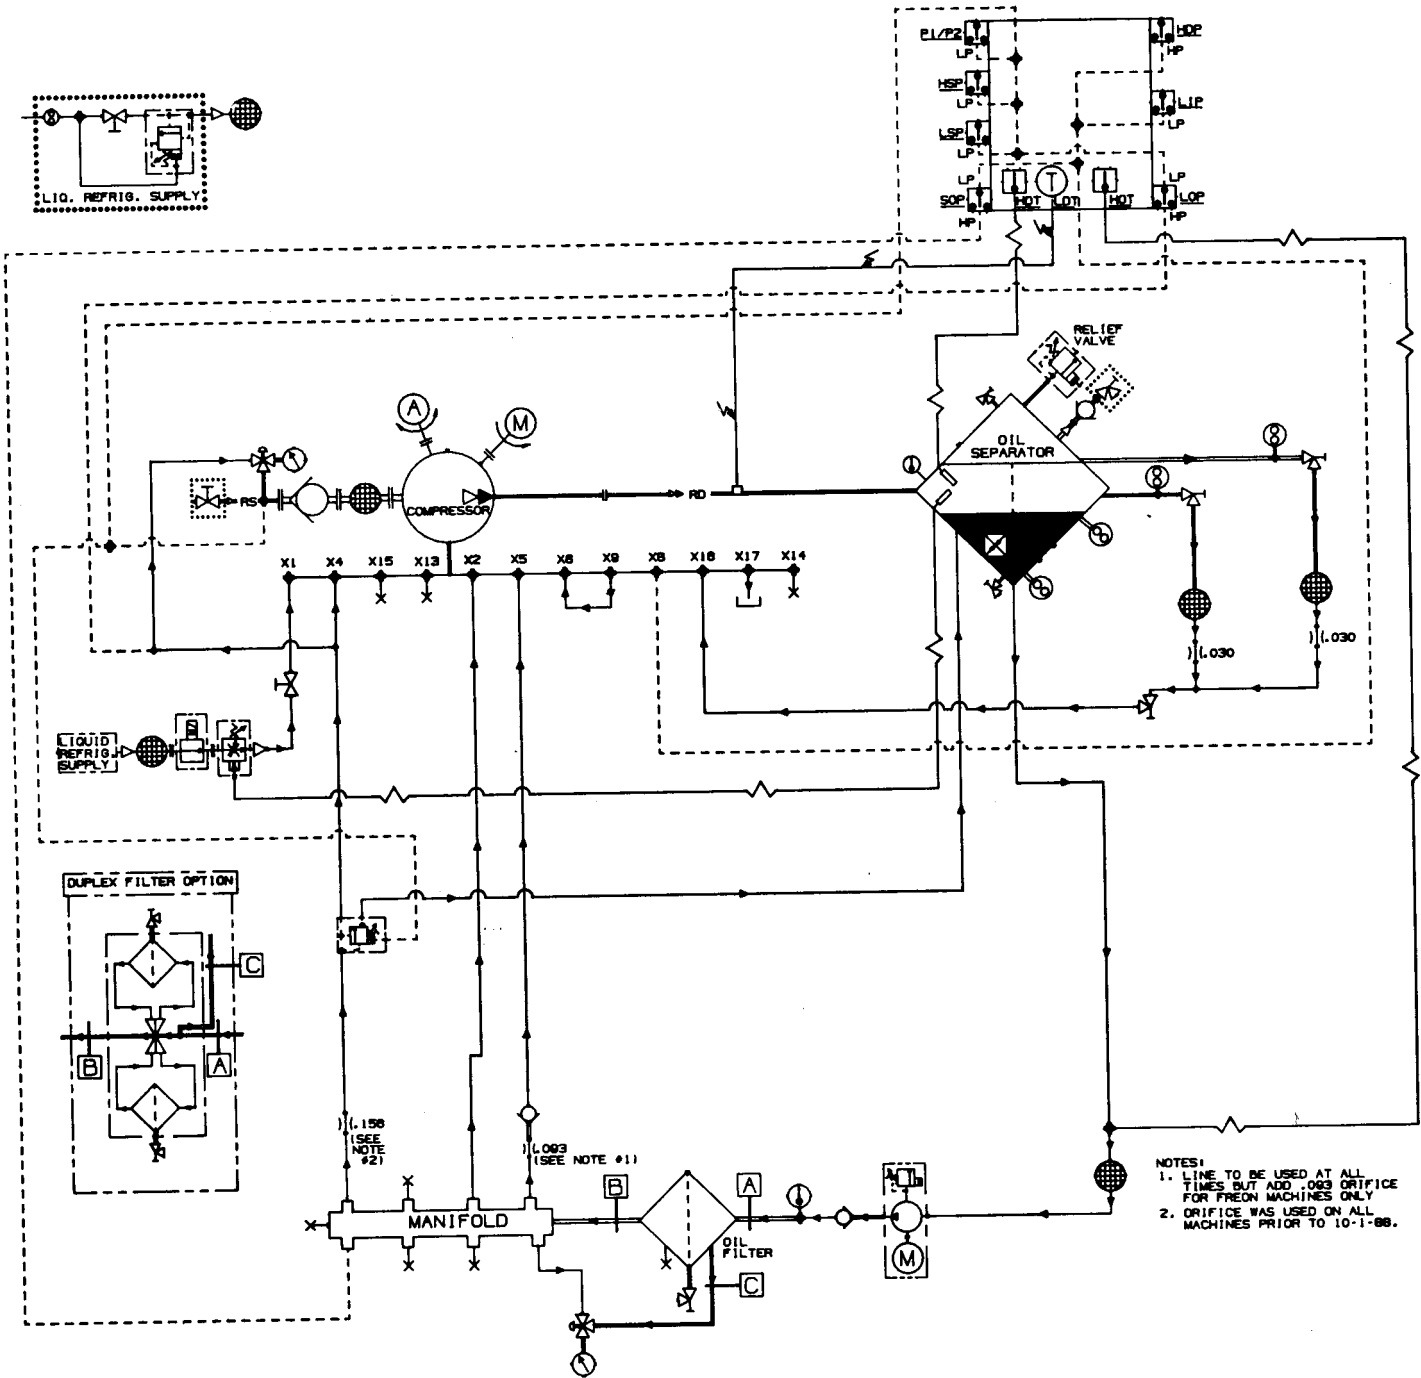 P1/P2
LP
HSP
LP
LSP
LP
LP
SOP
HP
HDP
HP
LIP
LP
LP
LOP
HP
HOT
T
LDT
HOT
LIQ. REFRIG. SUPPLY
RELIEF
VALVE
A
M
OIL
SEPARATOR
RS
COMPRESSOR
RD
X1
X4
X15
X13
X2
X5
X6
X9
X8
X16
X17
X14
.030
.030
LIQUID
REFRIG.
SUPPLY
DUPLEX FILTER OPTION
C
B
A
.156
(SEE
NOTE
#2)
.093
(SEE NOTE #1)
B
A
MANIFOLD
OIL
FILTER
C
M
NOTES:
1. LINE TO BE USED AT ALL
TIMES BUT ADD .093 ORIFICE
FOR FREON MACHINES ONLY
2. ORIFICE WAS USED ON ALL
MACHINES PRIOR TO 10-1-88.